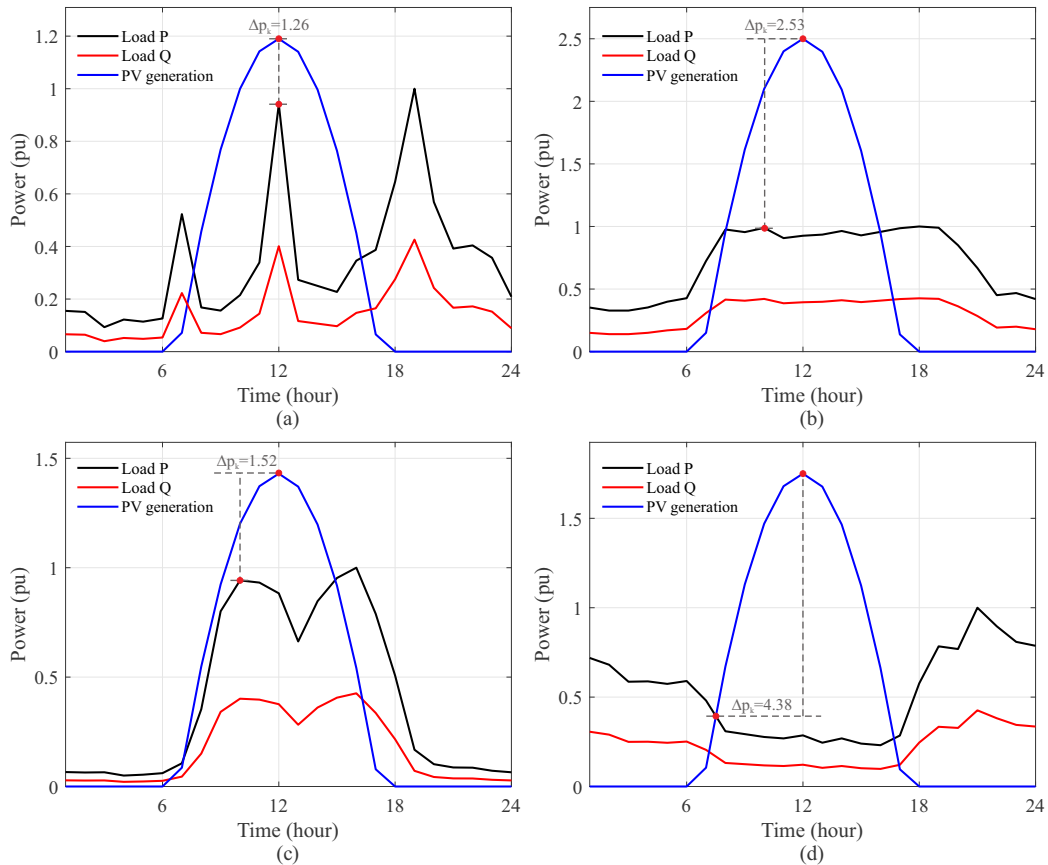 Δpk=1.26
Load P
Load Q
PV generation
Power (pu)
1.2
1
0.8
0.6
0.4
0.2
0
6
12
18
24
Time (hour)
(a)
Δpk=2.53
Load P
Load Q
PV generation
Power (pu)
2.5
2
1.5
1
0.5
0
6
12
18
24
Time (hour)
(b)
Δpk=1.52
Load P
Load Q
PV generation
Power (pu)
1.5
1
0.5
0
6
12
18
24
Time (hour)
(c)
Load P
Load Q
PV generation
Δpk=4.38
Power (pu)
1.5
1
0.5
0
6
12
18
24
Time (hour)
(d)